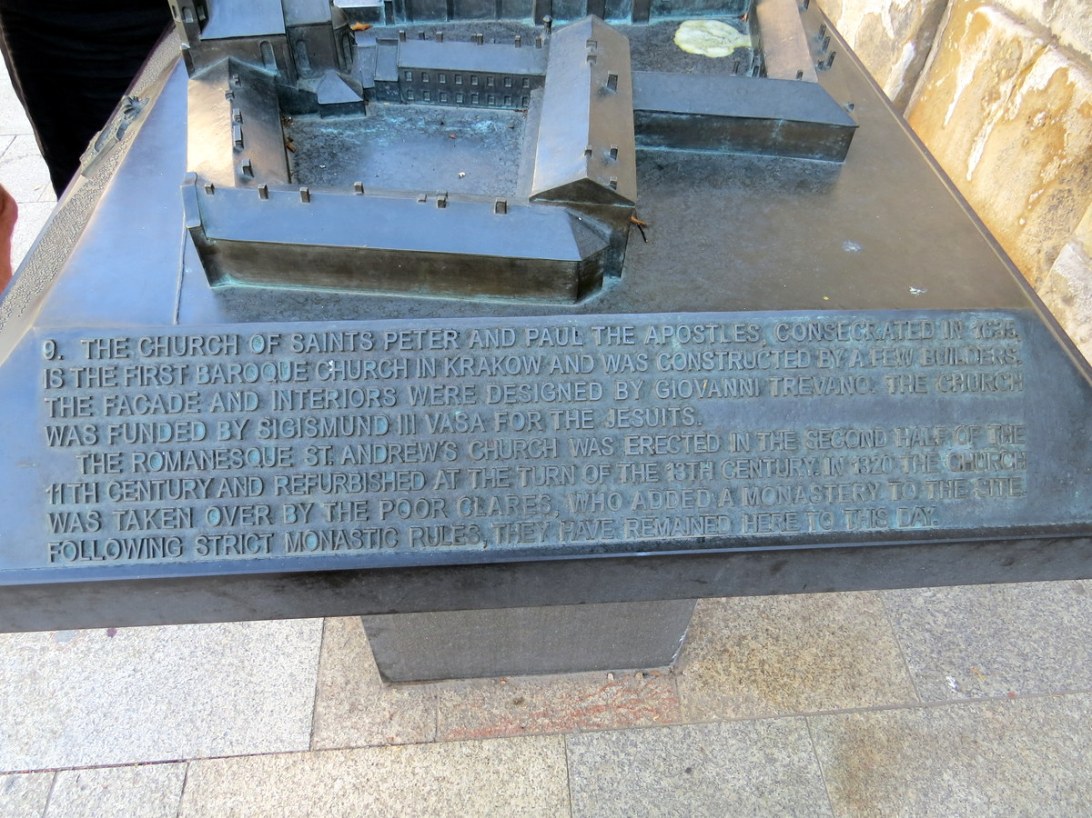 9. THE CHURCH OF SAINTS PETER AND PAUL THE APOSTLES, CONSECRATED IN 1635,
IS THE FIRST BAROQUE CHURCH IN KRAKOW AND WAS CONSTRUCTED BY A FEW BUILDERS.
THE FACADE AND INTERIORS WERE DESIGNED BY GIOVANNI TREVANO. THE CHURCH
WAS FUNDED BY SIGISMUND III VASA FOR THE JESUITS.
THE ROMANESQUE ST. ANDREW'S CHURCH WAS ERECTED IN THE SECOND HALF OF THE
11TH CENTURY AND REFURBISHED AT THE TURN OF THE 13TH CENTURY. IN 1320 THE CHURCH
WAS TAKEN OVER BY THE POOR CLARES, WHO ADDED A MONASTERY TO THE SITE.
FOLLOWING STRICT MONASTIC RULES, THEY HAVE REMAINED HERE TO THIS DAY.